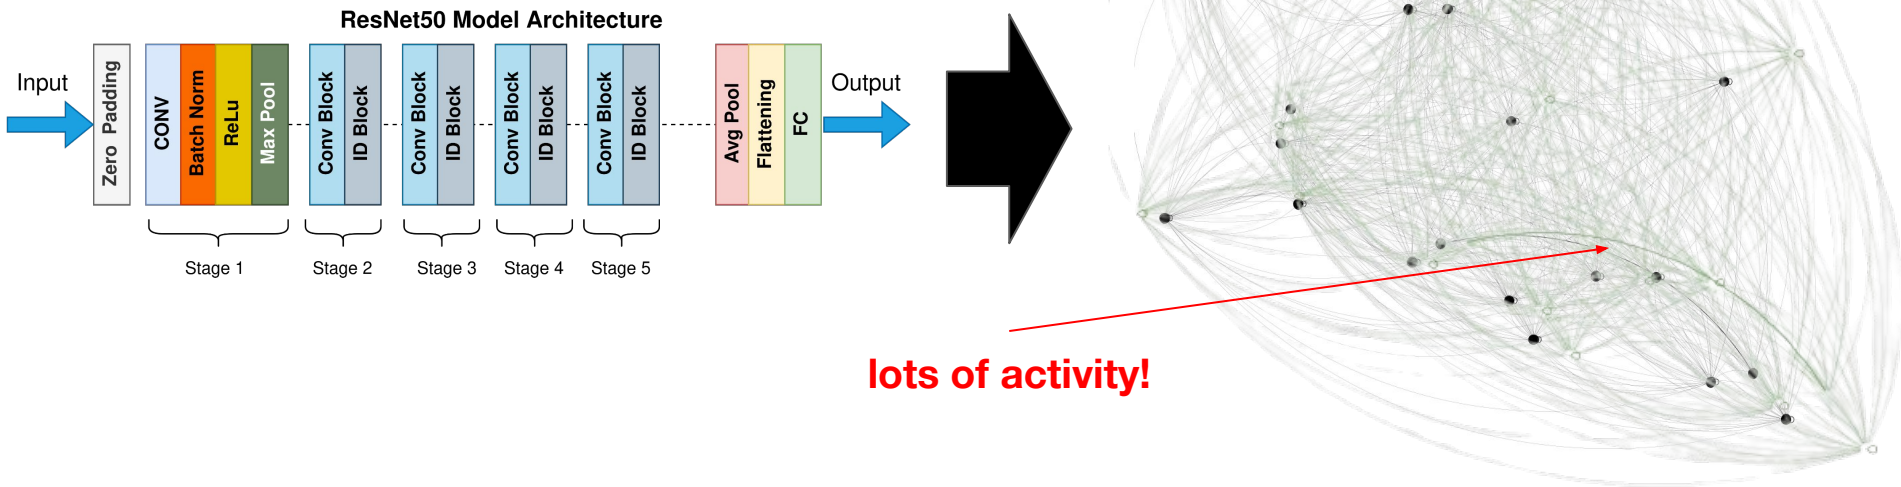 ResNet50 Model Architecture
Input
Zero Padding
CONV
Batch Norm
ReLu
Max Pool
Conv Block
ID Block
Conv Block
ID Block
Conv Block
ID Block
Conv Block
ID Block
Avg Pool
Flattening
FC
Output
Stage 1
Stage 2
Stage 3
Stage 4
Stage 5
lots of activity!